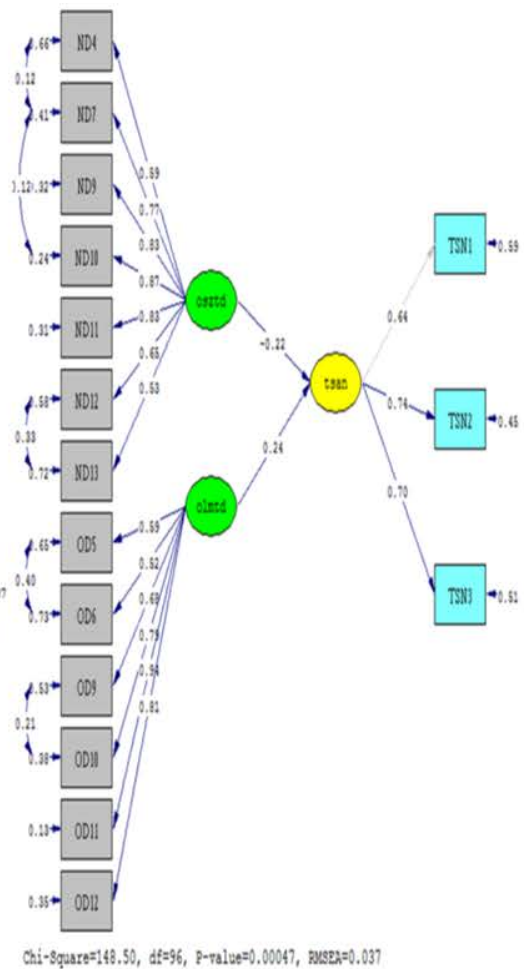 0.66 ND4
0.12
0.41 ND7
0.59
0.77
0.12 0.32 ND9
0.83
TSN1 0.59
0.24 ND10
0.87
osrtd
0.64
0.31 ND11
0.83
-0.22
0.65
tsan
0.58 ND12
0.53
0.74
TSN2 0.45
0.33
0.24
0.70
0.72 ND13
olmtd
0.65 OD5
0.59
0.40
0.52
TSN3 0.51
0.73 OD6
0.69
0.79
0.53 OD9
0.94
0.21
0.81
0.38 OD10
0.13 OD11
0.35 OD12
Chi-Square=148.50, df=96, P-value=0.00047, RMSEA=0.037